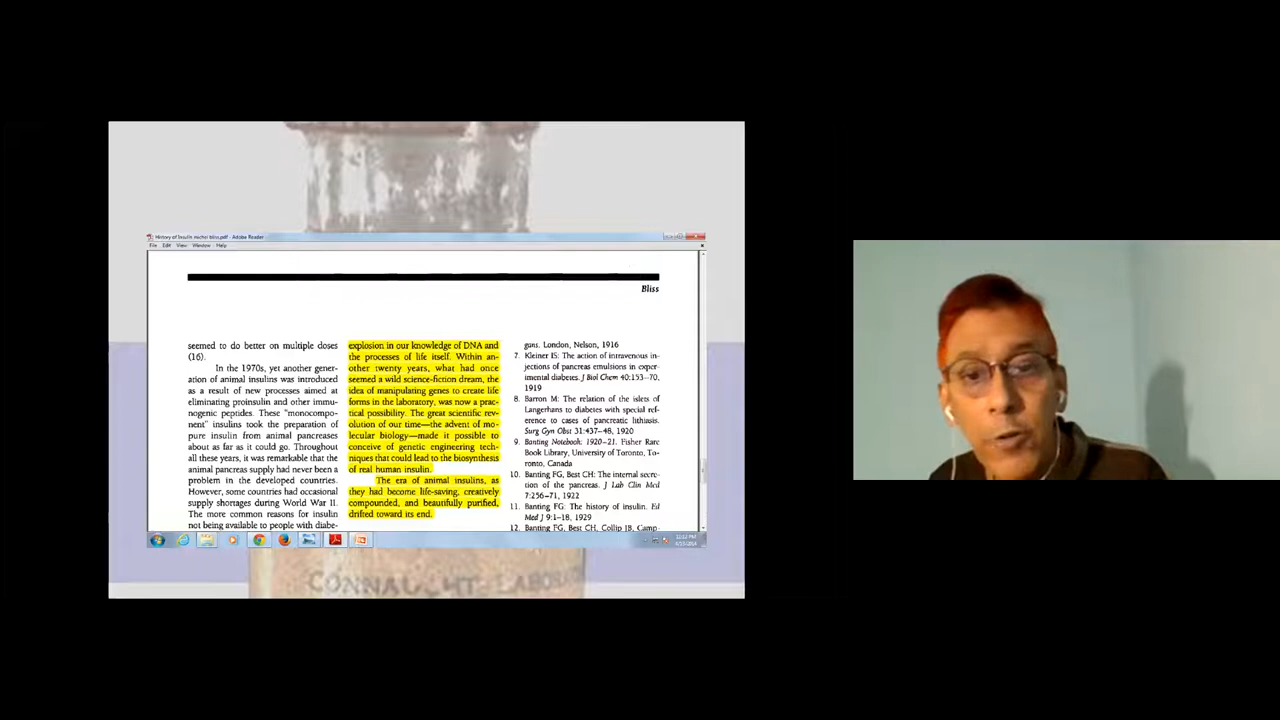 History of Insulin michel bliss.pdf - Adobe Reader
File Edit View Window Help
Bliss
seemed to do better on multiple doses
(16).
In the 1970s, yet another gener-
ation of animal insulins was introduced
as a result of new processes aimed at
eliminating proinsulin and other immu-
nogenic peptides. These "monocompo-
nent" insulins took the preparation of
pure insulin from animal pancreases
about as far as it could go. Throughout
all these years, it was remarkable that the
animal pancreas supply had never been a
problem in the developed countries.
However, some countries had occasional
supply shortages during World War II.
The more common reasons for insulin
not being available to people with diabe-
explosion in our knowledge of DNA and
the processes of life itself. Within an-
other twenty years, what had once
seemed a wild science-fiction dream, the
idea of manipulating genes to create life
forms in the laboratory, was now a prac-
tical possibility. The great scientific rev-
olution of our time—the advent of mo-
lecular biology—made it possible to
conceive of genetic engineering tech-
niques that could lead to the biosynthesis
of real human insulin.
The era of animal insulins, as
they had become life-saving, creatively
compounded, and beautifully purified,
drifted toward its end.
gans. London, Nelson, 1916
7. Kleiner IS: The action of intravenous in-
jections of pancreas emulsions in exper-
imental diabetes. J Biol Chem 40:153–70,
1919
8. Barron M: The relation of the islets of
Langerhans to diabetes with special ref-
erence to cases of pancreatic lithiasis.
Surg Gyn Obst 31:437–48, 1920
9. Banting Notebook: 1920–21. Fisher Rare
Book Library, University of Toronto, To-
ronto, Canada
10. Banting FG, Best CH: The internal secre-
tion of the pancreas. J Lab Clin Med
7:256–71, 1922
11. Banting FG: The history of insulin. Ed
Med J 9:1–18, 1929
12. Banting FG, Best CH, Collip JB, Camp-
CONNAUGHT LABORA